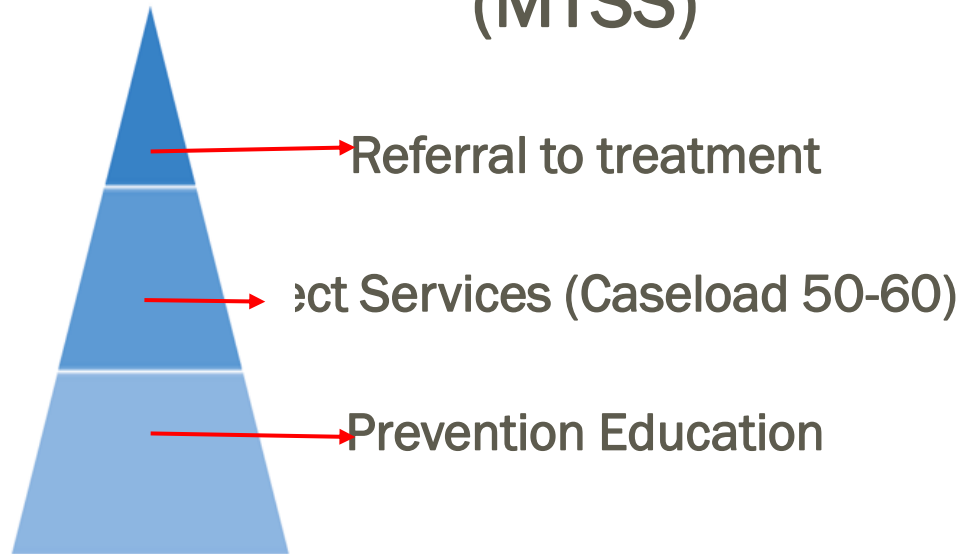 (MTSS)
Referral to treatment
ect Services (Caseload 50-60)
Prevention Education